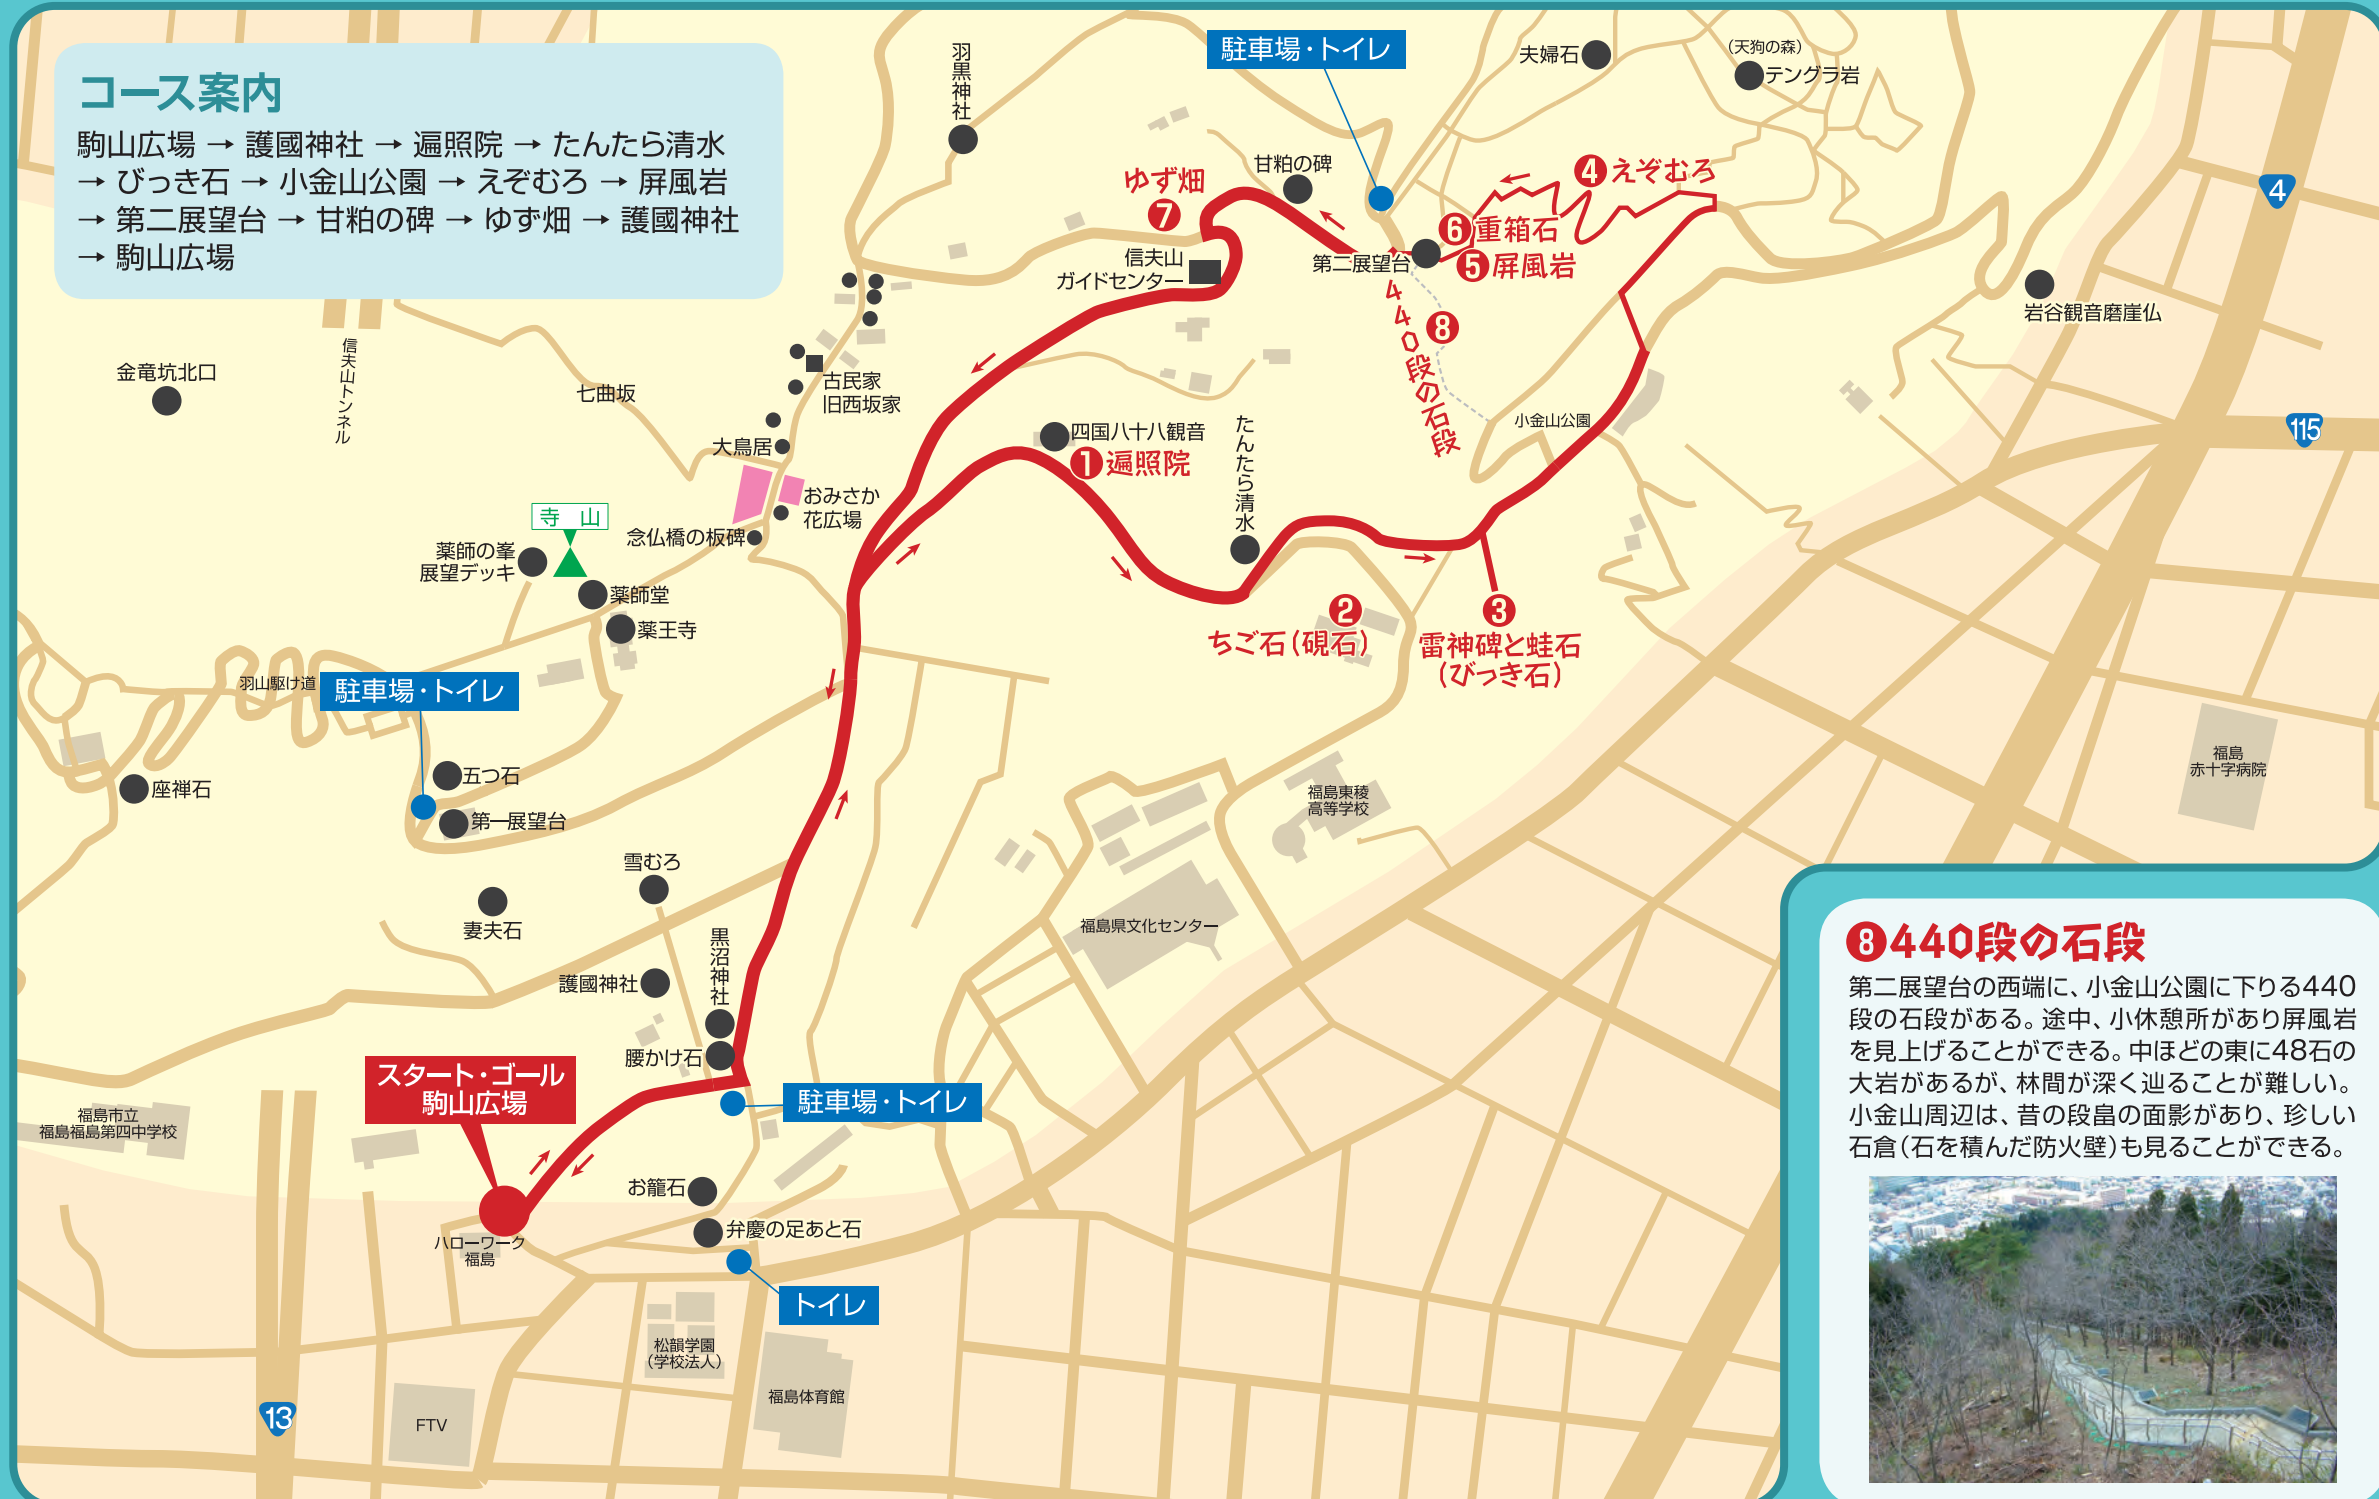 コース案内
駒山広場 → 護國神社 → 遍照院 → たんたら清水
→ びっき石 → 小金山公園 → えぞむろ → 屏風岩
→ 第二展望台 → 甘粕の碑 → ゆず畑 → 護國神社
→ 駒山広場
羽黒神社
駐車場・トイレ
夫婦石
（天狗の森）
テングラ岩
甘粕の碑
ゆず畑
7
4 えぞむろ
6 重箱石
5 屏風岩
第二展望台
信夫山
ガイドセンター
4
岩谷観音磨崖仏
440段の石段
8
信夫山トンネル
金竜坑北口
七曲坂
古民家
旧西坂家
大鳥居
四国八十八観音
1 遍照院
たんたら清水
小金山公園
115
おみさか
花広場
寺 山
念仏橋の板碑
薬師の峯
展望デッキ
薬師堂
薬王寺
2
ちご石（硯石）
3
雷神碑と蛙石
（びっき石）
羽山駆け道
駐車場・トイレ
五つ石
座禅石
第一展望台
福島
赤十字病院
福島東稜
高等学校
雪むろ
妻夫石
福島県文化センター
黒沼神社
護國神社
腰かけ石
スタート・ゴール
駒山広場
駐車場・トイレ
福島市立
福島福島第四中学校
お籠石
弁慶の足あと石
ハローワーク
福島
トイレ
松韻学園
（学校法人）
福島体育館
13
FTV
8 440段の石段
第二展望台の西端に、小金山公園に下りる440
段の石段がある。途中、小休憩所があり屏風岩
を見上げることができる。中ほどの東に48石の
大岩があるが、林間が深く辿ることが難しい。
小金山周辺は、昔の段畠の面影があり、珍しい
石倉（石を積んだ防火壁）も見ることができる。